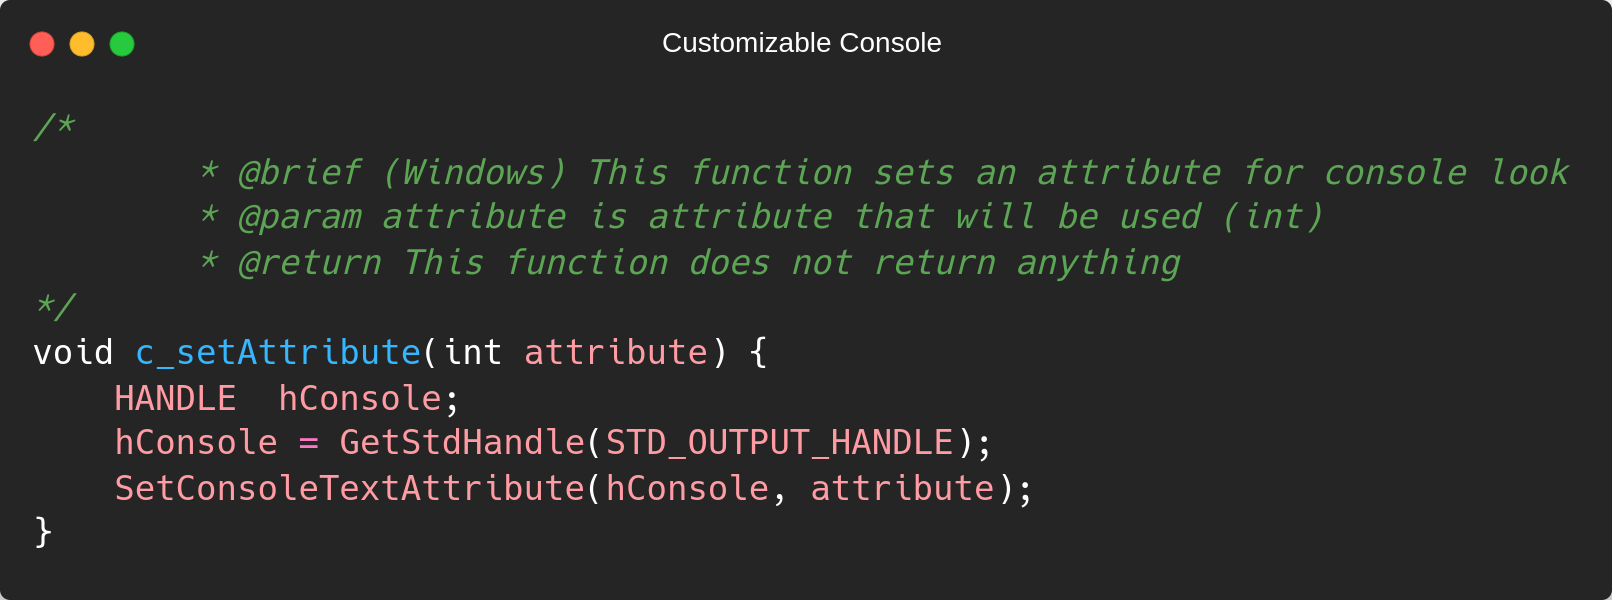 Customizable Console
/*
        * @brief (Windows) This function sets an attribute for console look
        * @param attribute is attribute that will be used (int)
        * @return This function does not return anything
*/
void c_setAttribute(int attribute) {
    HANDLE  hConsole;
    hConsole = GetStdHandle(STD_OUTPUT_HANDLE);
    SetConsoleTextAttribute(hConsole, attribute);
}